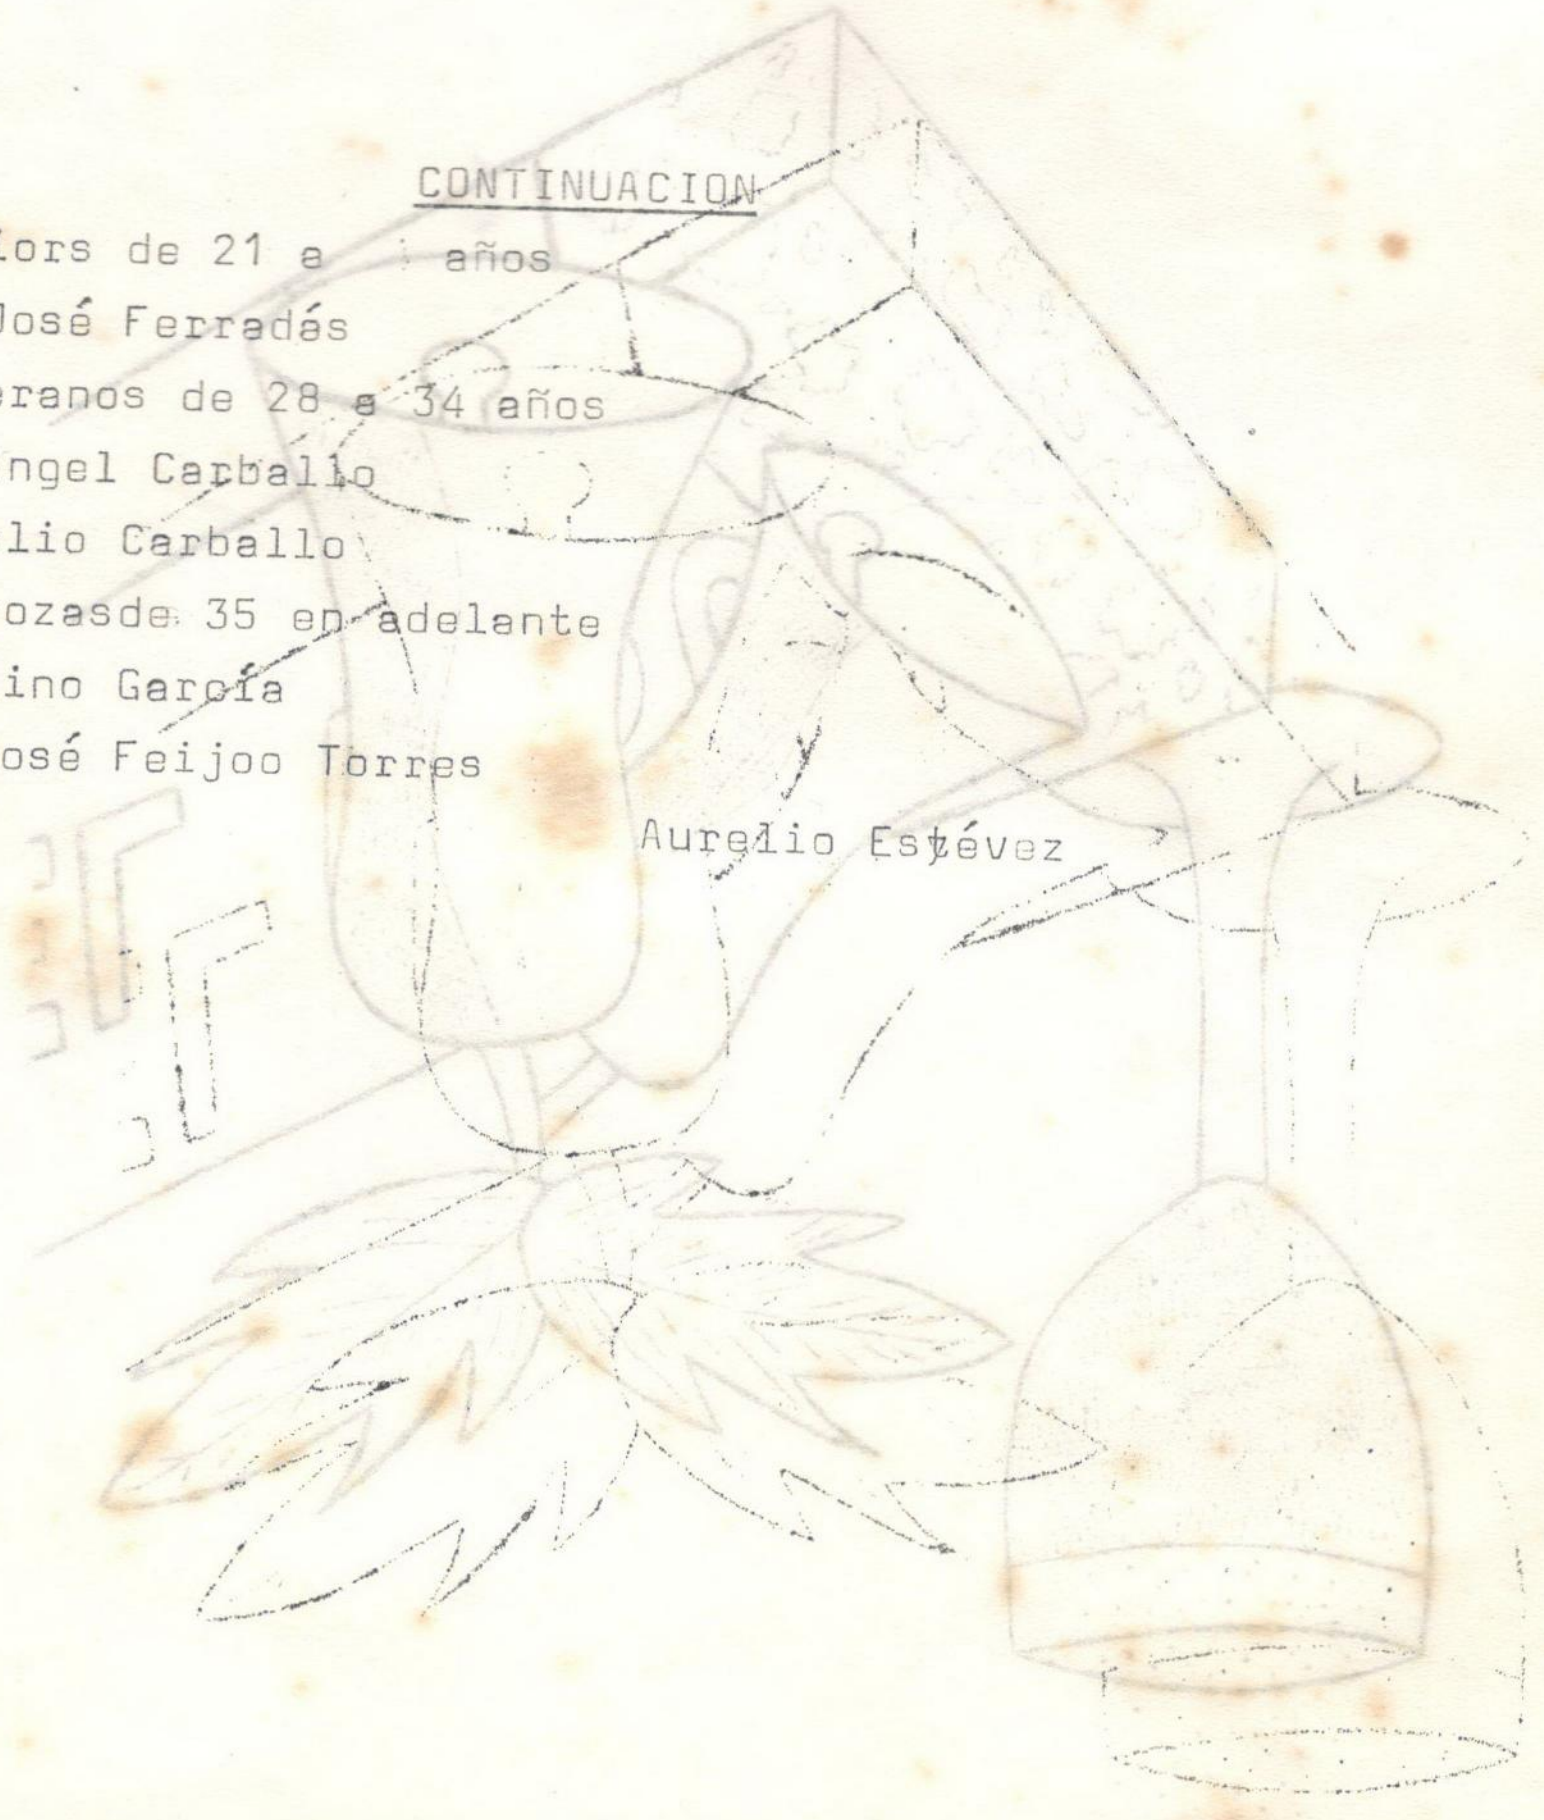 CONTINUACION
iors de 21 a años
José Ferradás
eranos de 28 a 34 años
ngel Carballo
lio Carballo
ozasde 35 en adelante
ino García
osé Feijoo Torres
Aurelio Estévez